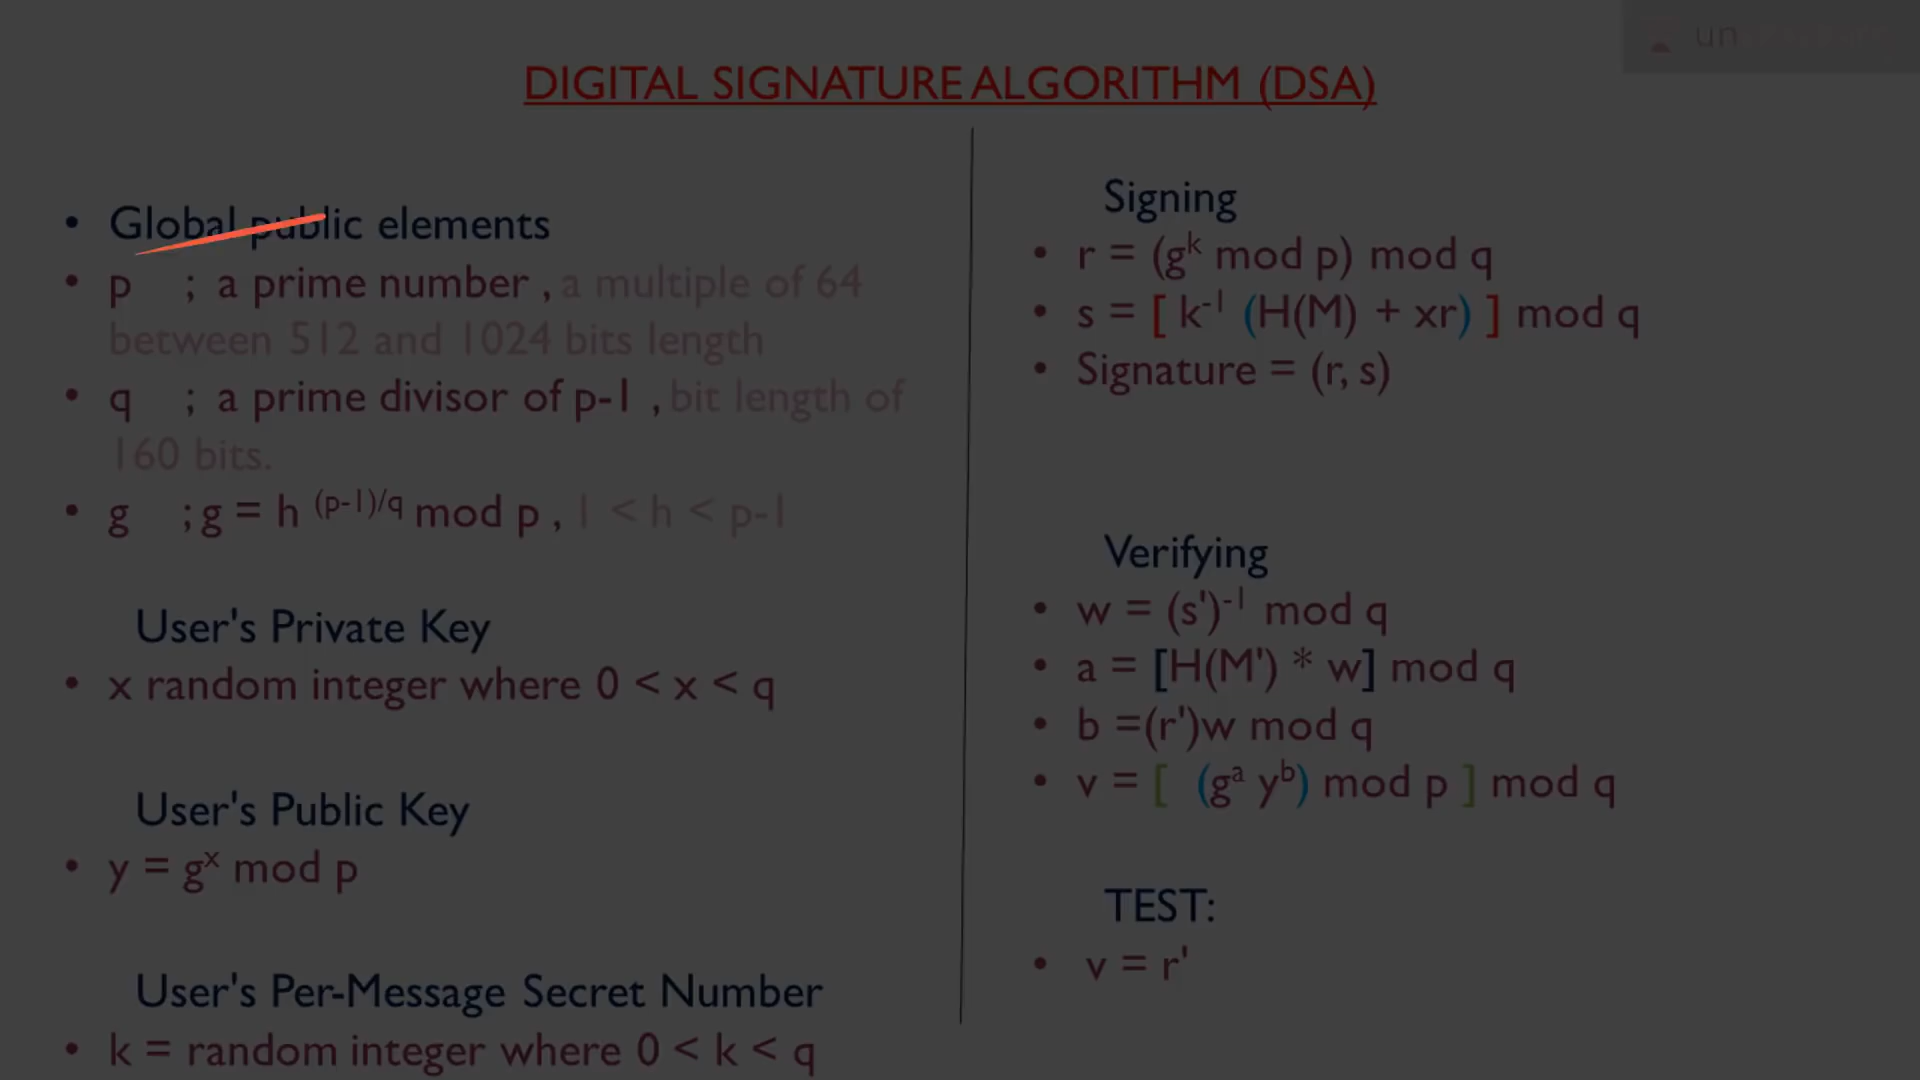 un
DIGITAL SIGNATURE ALGORITHM (DSA)
• Global public elements
• p ; a prime number , a multiple of 64
between 512 and 1024 bits length
• q ; a prime divisor of p-1 , bit length of
160 bits.
• g ; g = h (p-1)/q mod p , 1 < h < p-1
User's Private Key
• x random integer where 0 < x < q
User's Public Key
• y = gˣ mod p
User's Per-Message Secret Number
• k = random integer where 0 < k < q
Signing
• r = (gᵏ mod p) mod q
• s = [ k⁻¹ (H(M) + xr) ] mod q
• Signature = (r, s)
Verifying
• w = (s')⁻¹ mod q
• a = [H(M') * w] mod q
• b =(r')w mod q
• v = [ (gᵃ yᵇ) mod p ] mod q
TEST:
• v = r'